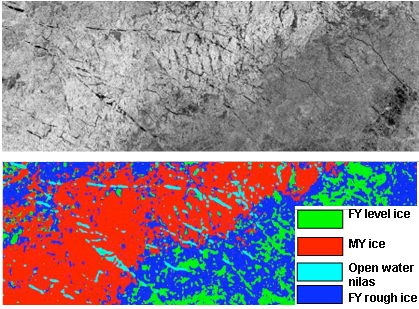 FY level ice
MY ice
Open water
nilas
FY rough ice